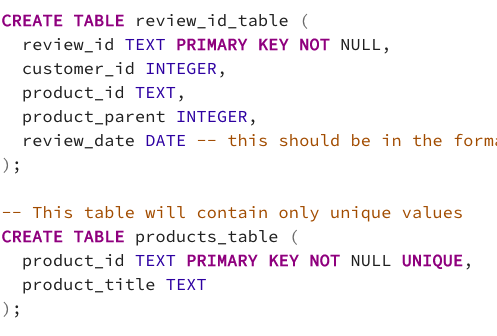 CREATE TABLE review_id_table (
  review_id TEXT PRIMARY KEY NOT NULL,
  customer_id INTEGER,
  product_id TEXT,
  product_parent INTEGER,
  review_date DATE -- this should be in the
);

-- This table will contain only unique values
CREATE TABLE products_table (
  product_id TEXT PRIMARY KEY NOT NULL UNIQUE,
  product_title TEXT
);